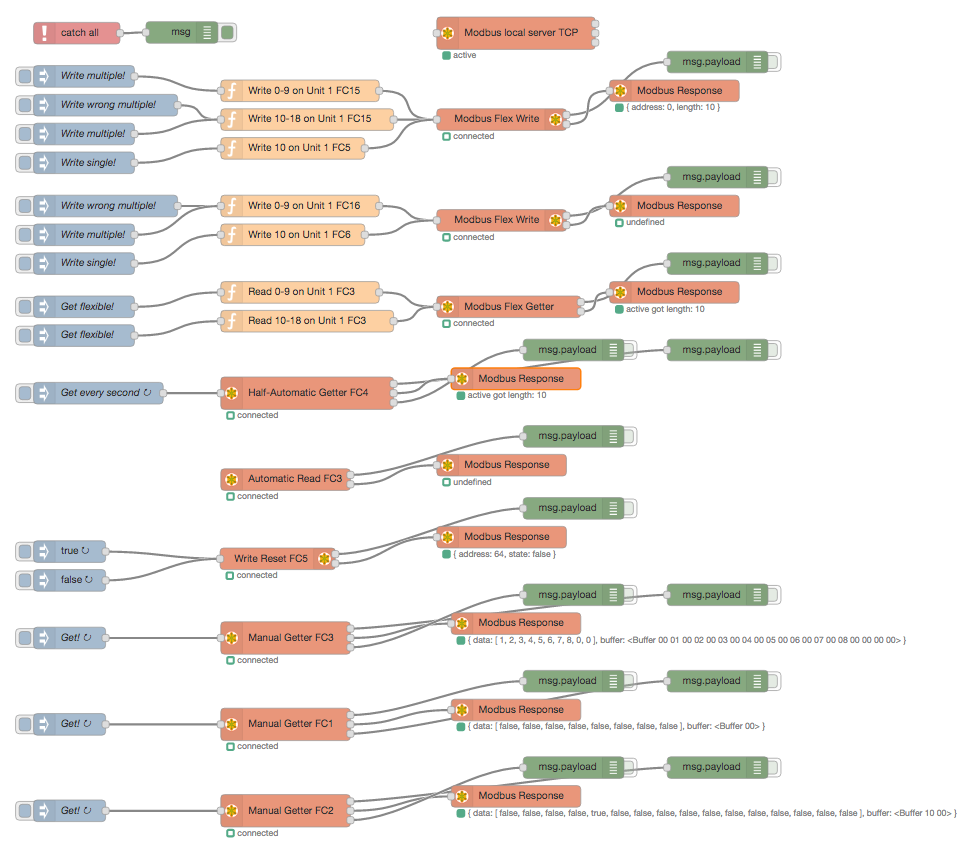 catch all
msg
Modbus local server TCP
active
msg.payload
Write multiple!
Write 0-9 on Unit 1 FC15
Modbus Response
{ address: 0, length: 10 }
Write wrong multiple!
Write 10-18 on Unit 1 FC15
Modbus Flex Write
connected
Write multiple!
Write 10 on Unit 1 FC5
Write single!
msg.payload
Write wrong multiple!
Write 0-9 on Unit 1 FC16
Modbus Response
undefined
Modbus Flex Write
connected
Write multiple!
Write 10 on Unit 1 FC6
Write single!
msg.payload
Read 0-9 on Unit 1 FC3
Modbus Response
active got length: 10
Get flexible!
Modbus Flex Getter
connected
Read 10-18 on Unit 1 FC3
Get flexible!
msg.payload
msg.payload
Modbus Response
active got length: 10
Get every second ↻
Half-Automatic Getter FC4
connected
msg.payload
Modbus Response
undefined
Automatic Read FC3
connected
msg.payload
Modbus Response
{ address: 64, state: false }
true ↻
Write Reset FC5
connected
false ↻
msg.payload
msg.payload
Modbus Response
{ data: [ 1, 2, 3, 4, 5, 6, 7, 8, 0, 0 ], buffer: <Buffer 00 01 00 02 00 03 00 04 00 05 00 06 00 07 00 08 00 00 00 00> }
Get! ↻
Manual Getter FC3
connected
msg.payload
msg.payload
Modbus Response
{ data: [ false, false, false, false, false, false, false, false ], buffer: <Buffer 00> }
Get! ↻
Manual Getter FC1
connected
msg.payload
msg.payload
Modbus Response
{ data: [ false, false, false, false, true, false, false, false, false, false, false, false, false, false, false, false ], buffer: <Buffer 10 00> }
Get! ↻
Manual Getter FC2
connected